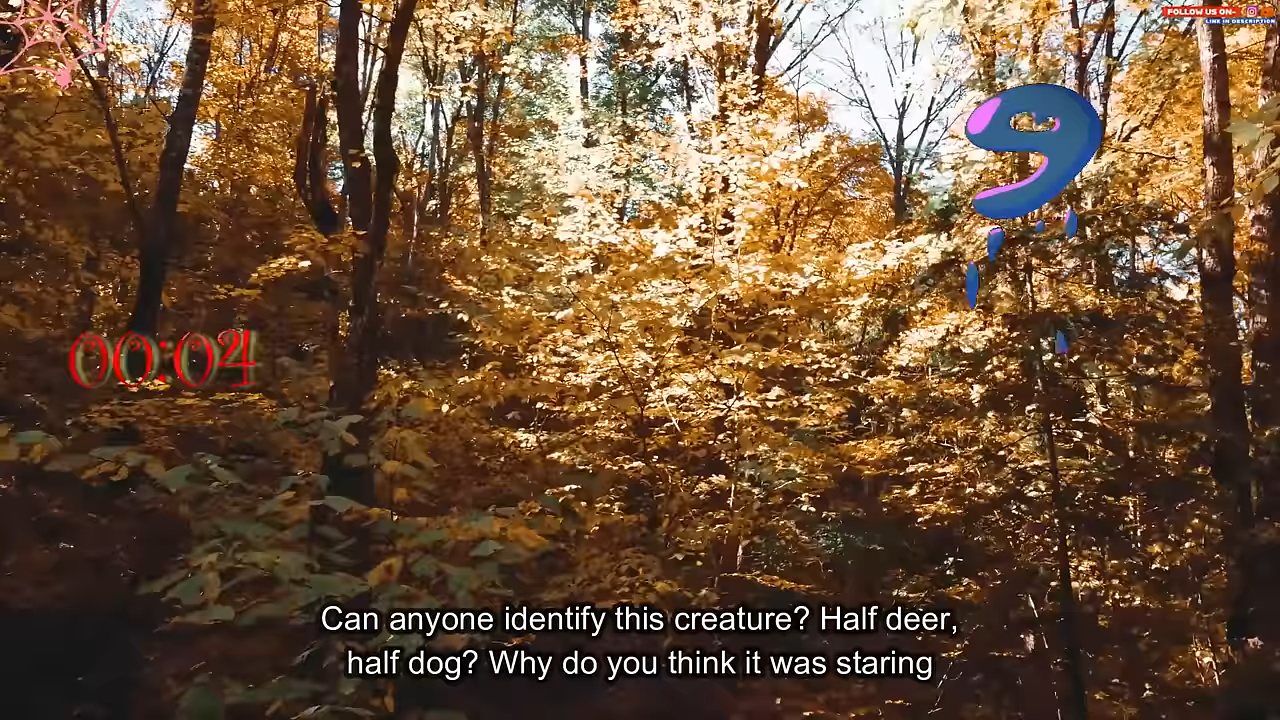 FOLLOW US ON-
LINK IN DESCRIPTION
9
00:04
Can anyone identify this creature? Half deer,
half dog? Why do you think it was staring